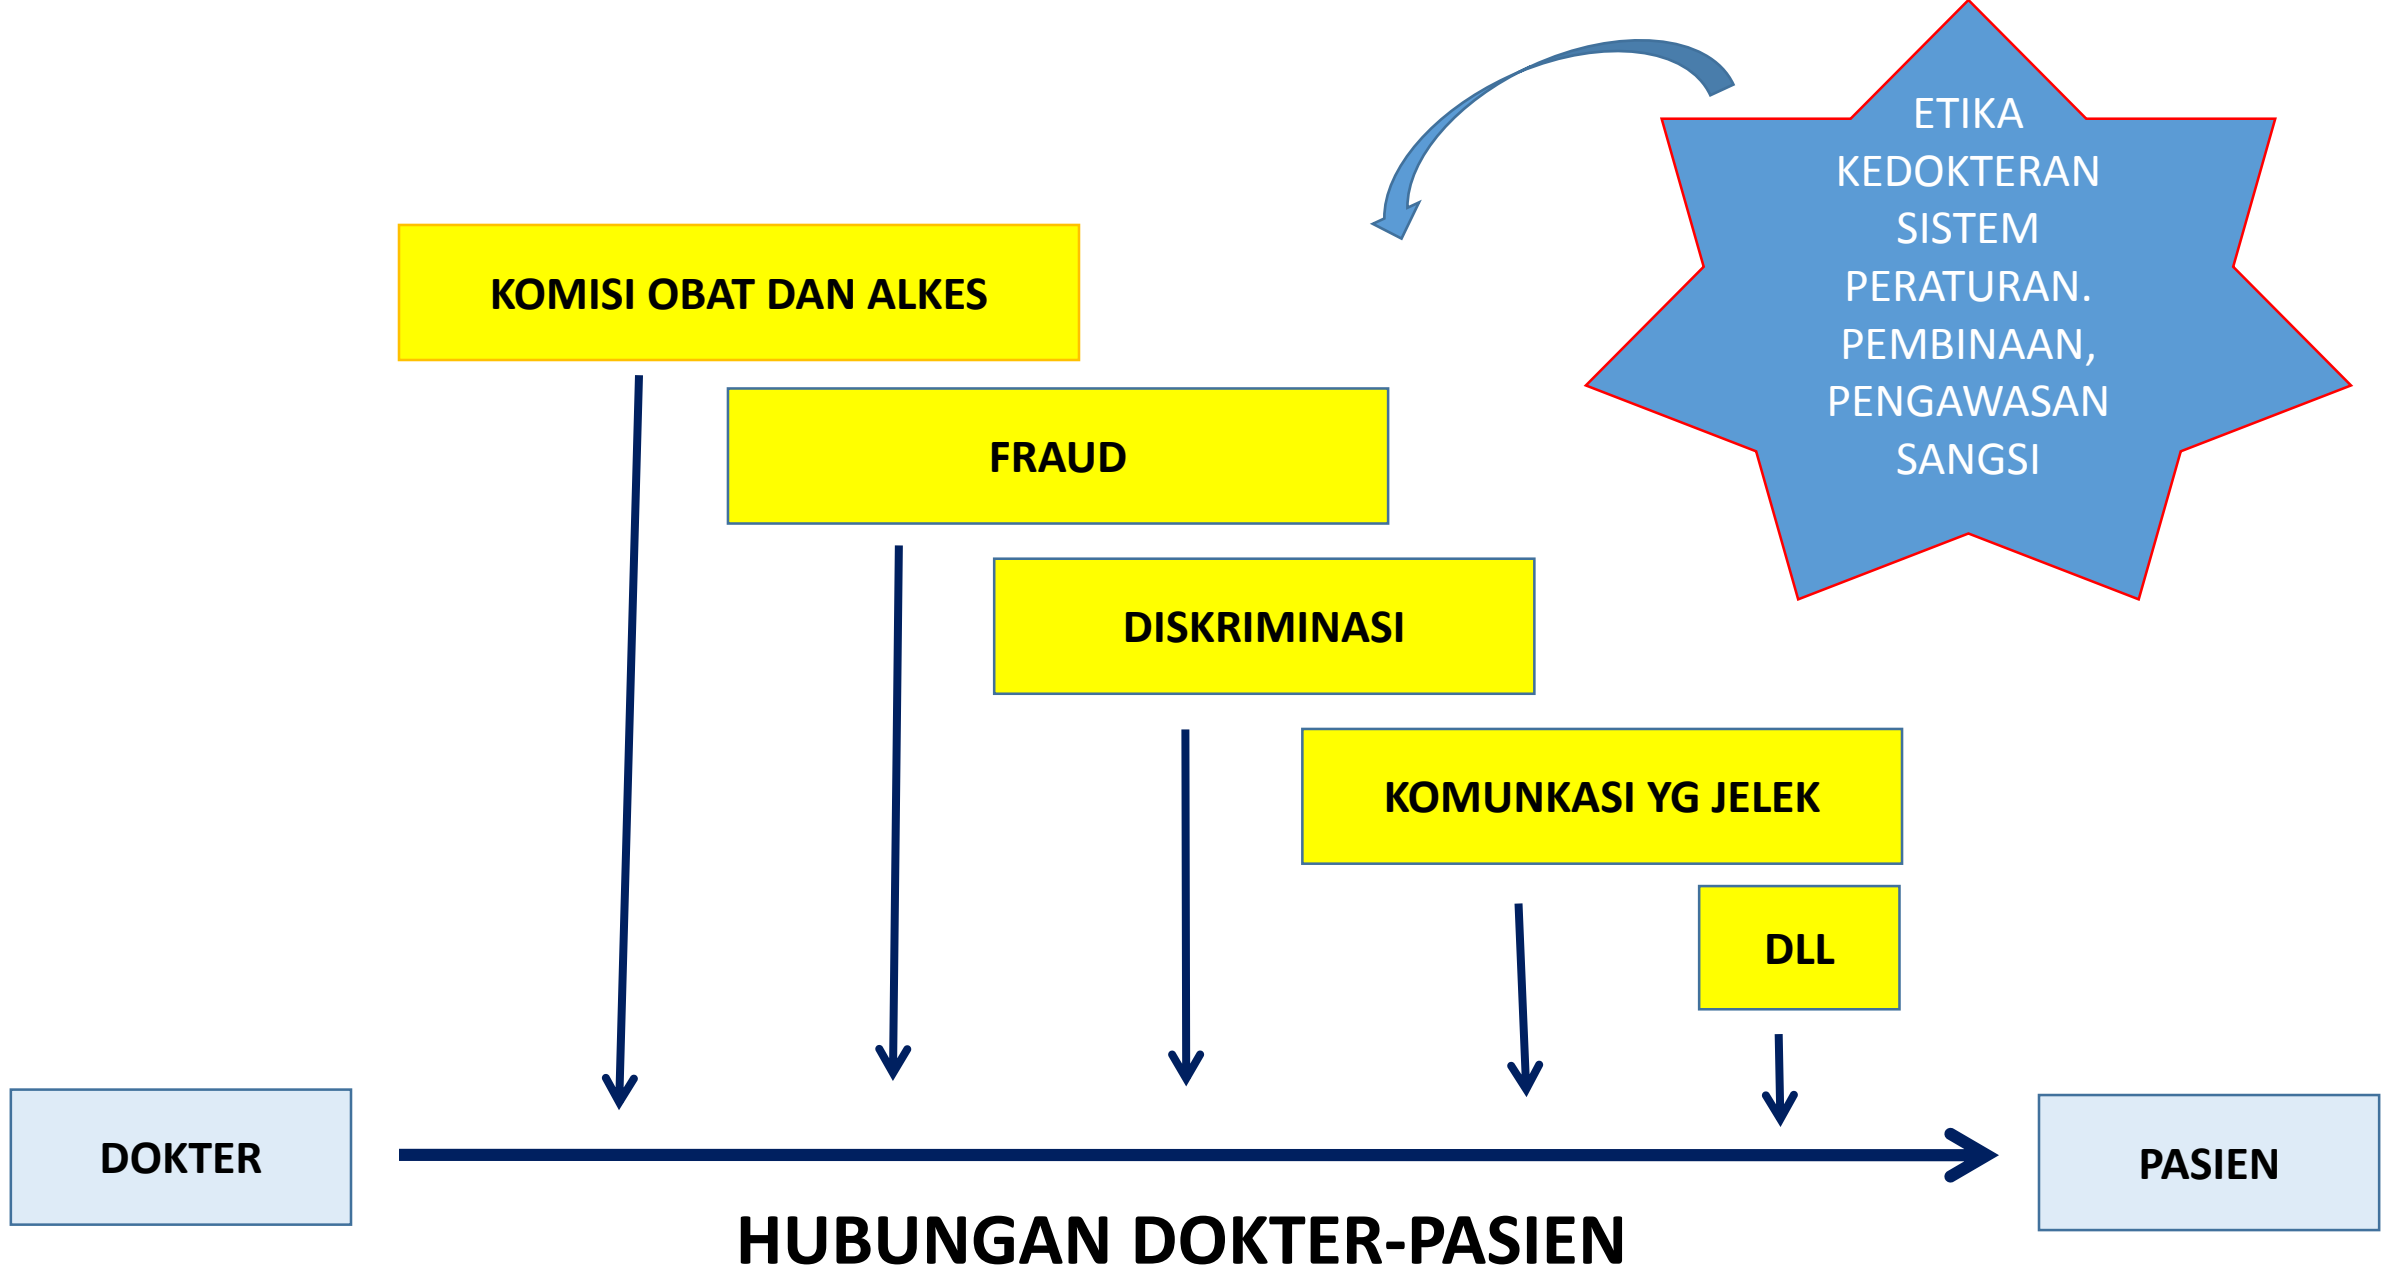 ETIKA
KEDOKTERAN
SISTEM
PERATURAN.
PEMBINAAN,
PENGAWASAN
SANGSI
KOMISI OBAT DAN ALKES
FRAUD
DISKRIMINASI
KOMUNKASI YG JELEK
DLL
DOKTER
PASIEN
HUBUNGAN DOKTER-PASIEN